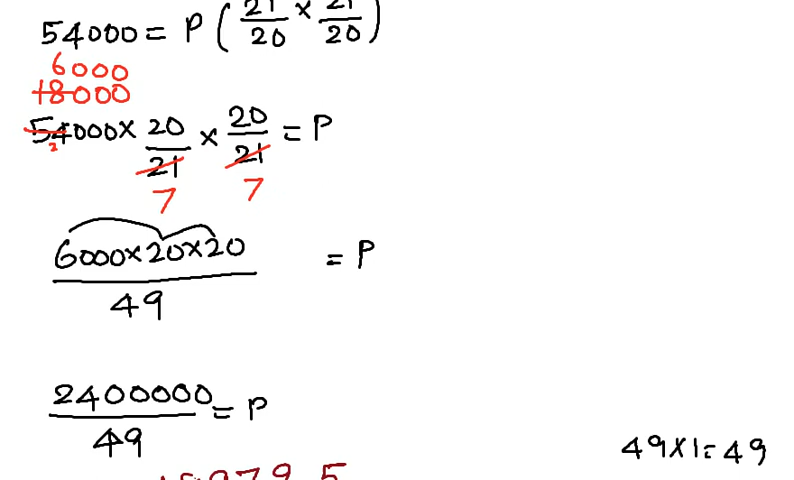 54000 = P ( 21/20 × 21/20 )
6000
18000
54000 × 20/21 × 20/21 = P
2
7 7
6000×20×20 / 49 = P
2400000 / 49 = P
49×1=49